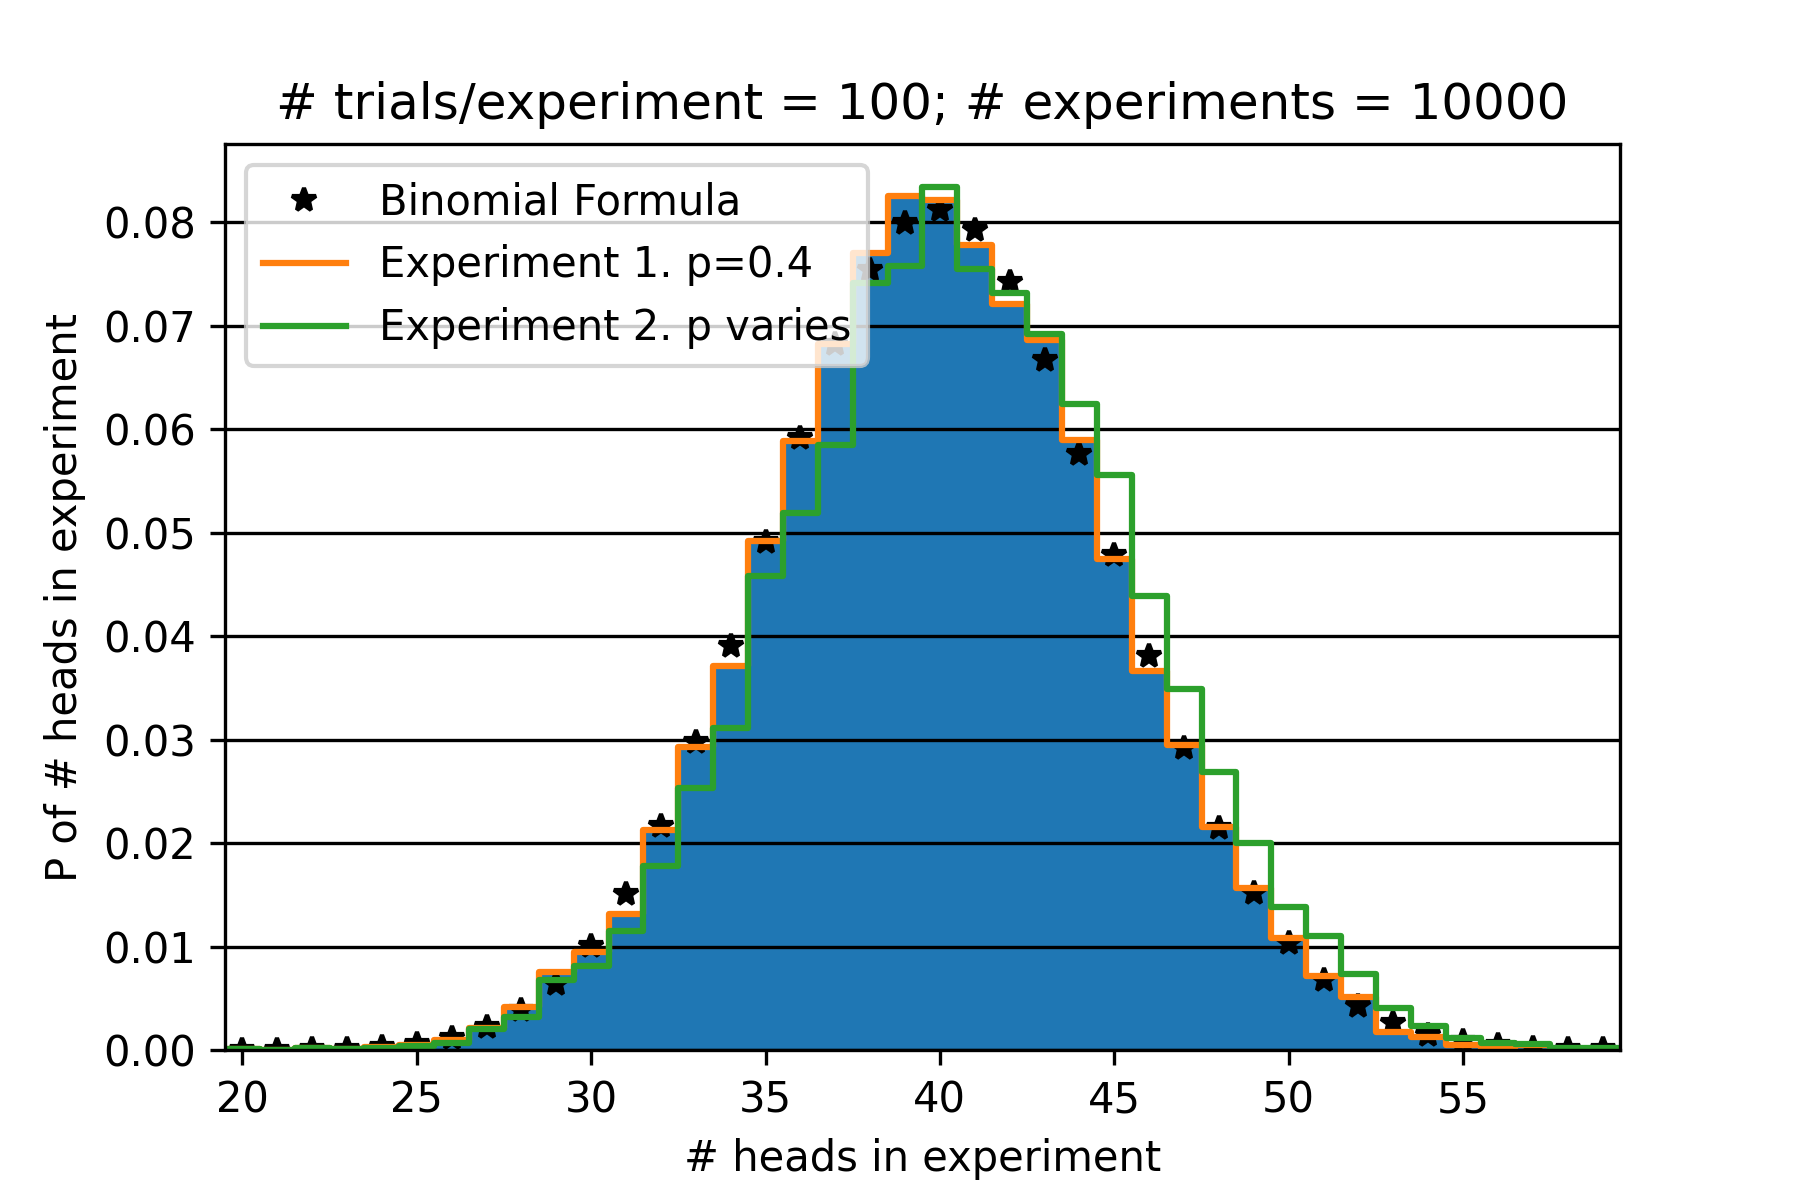 # trials/experiment = 100; # experiments = 10000
Binomial Formula
Experiment 1. p=0.4
Experiment 2. p varies
P of # heads in experiment
0.08
0.07
0.06
0.05
0.04
0.03
0.02
0.01
0.00
20 25 30 35 40 45 50 55
# heads in experiment